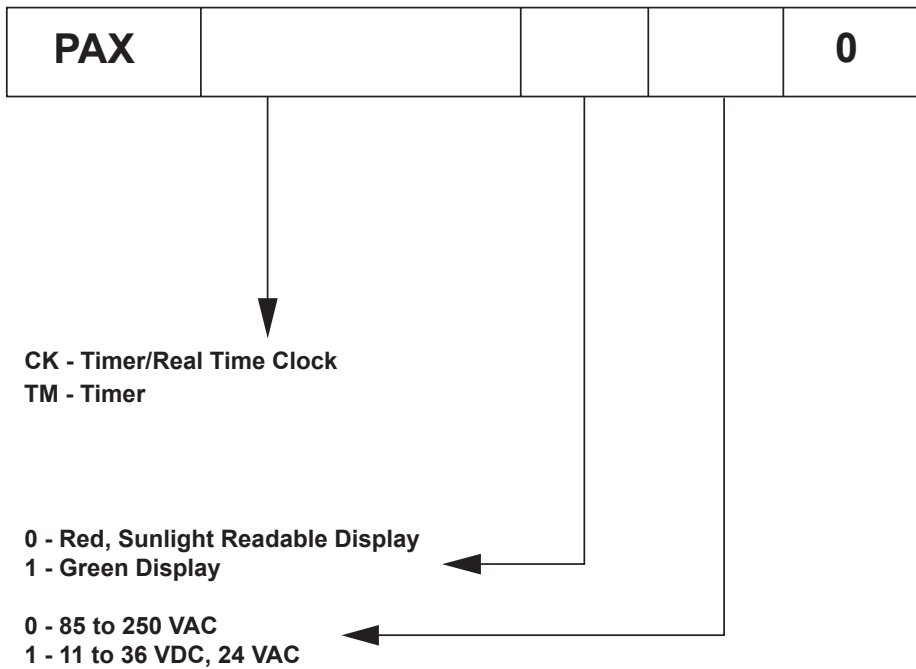 PAX 0
CK - Timer/Real Time Clock
TM - Timer
0 - Red, Sunlight Readable Display
1 - Green Display
0 - 85 to 250 VAC
1 - 11 to 36 VDC, 24 VAC